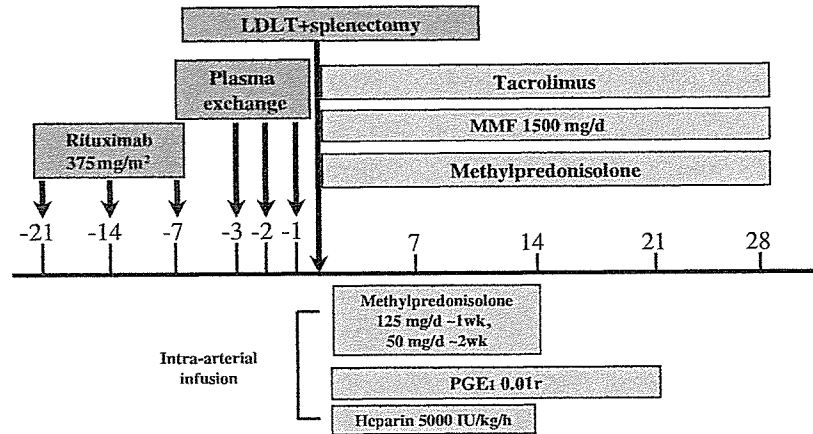 LDLT+splenectomy
Plasma
exchange
Tacrolimus
MMF 1500 mg/d
Rituximab
375mg/m²
Methylpredonisolone
-21 -14 -7 -3 -2 -1 7 14 21 28
Methylpredonisolone
125 mg/d ~1wk,
50 mg/d ~2wk
Intra-arterial
infusion
PGE1 0.01r
Heparin 5000 IU/kg/h